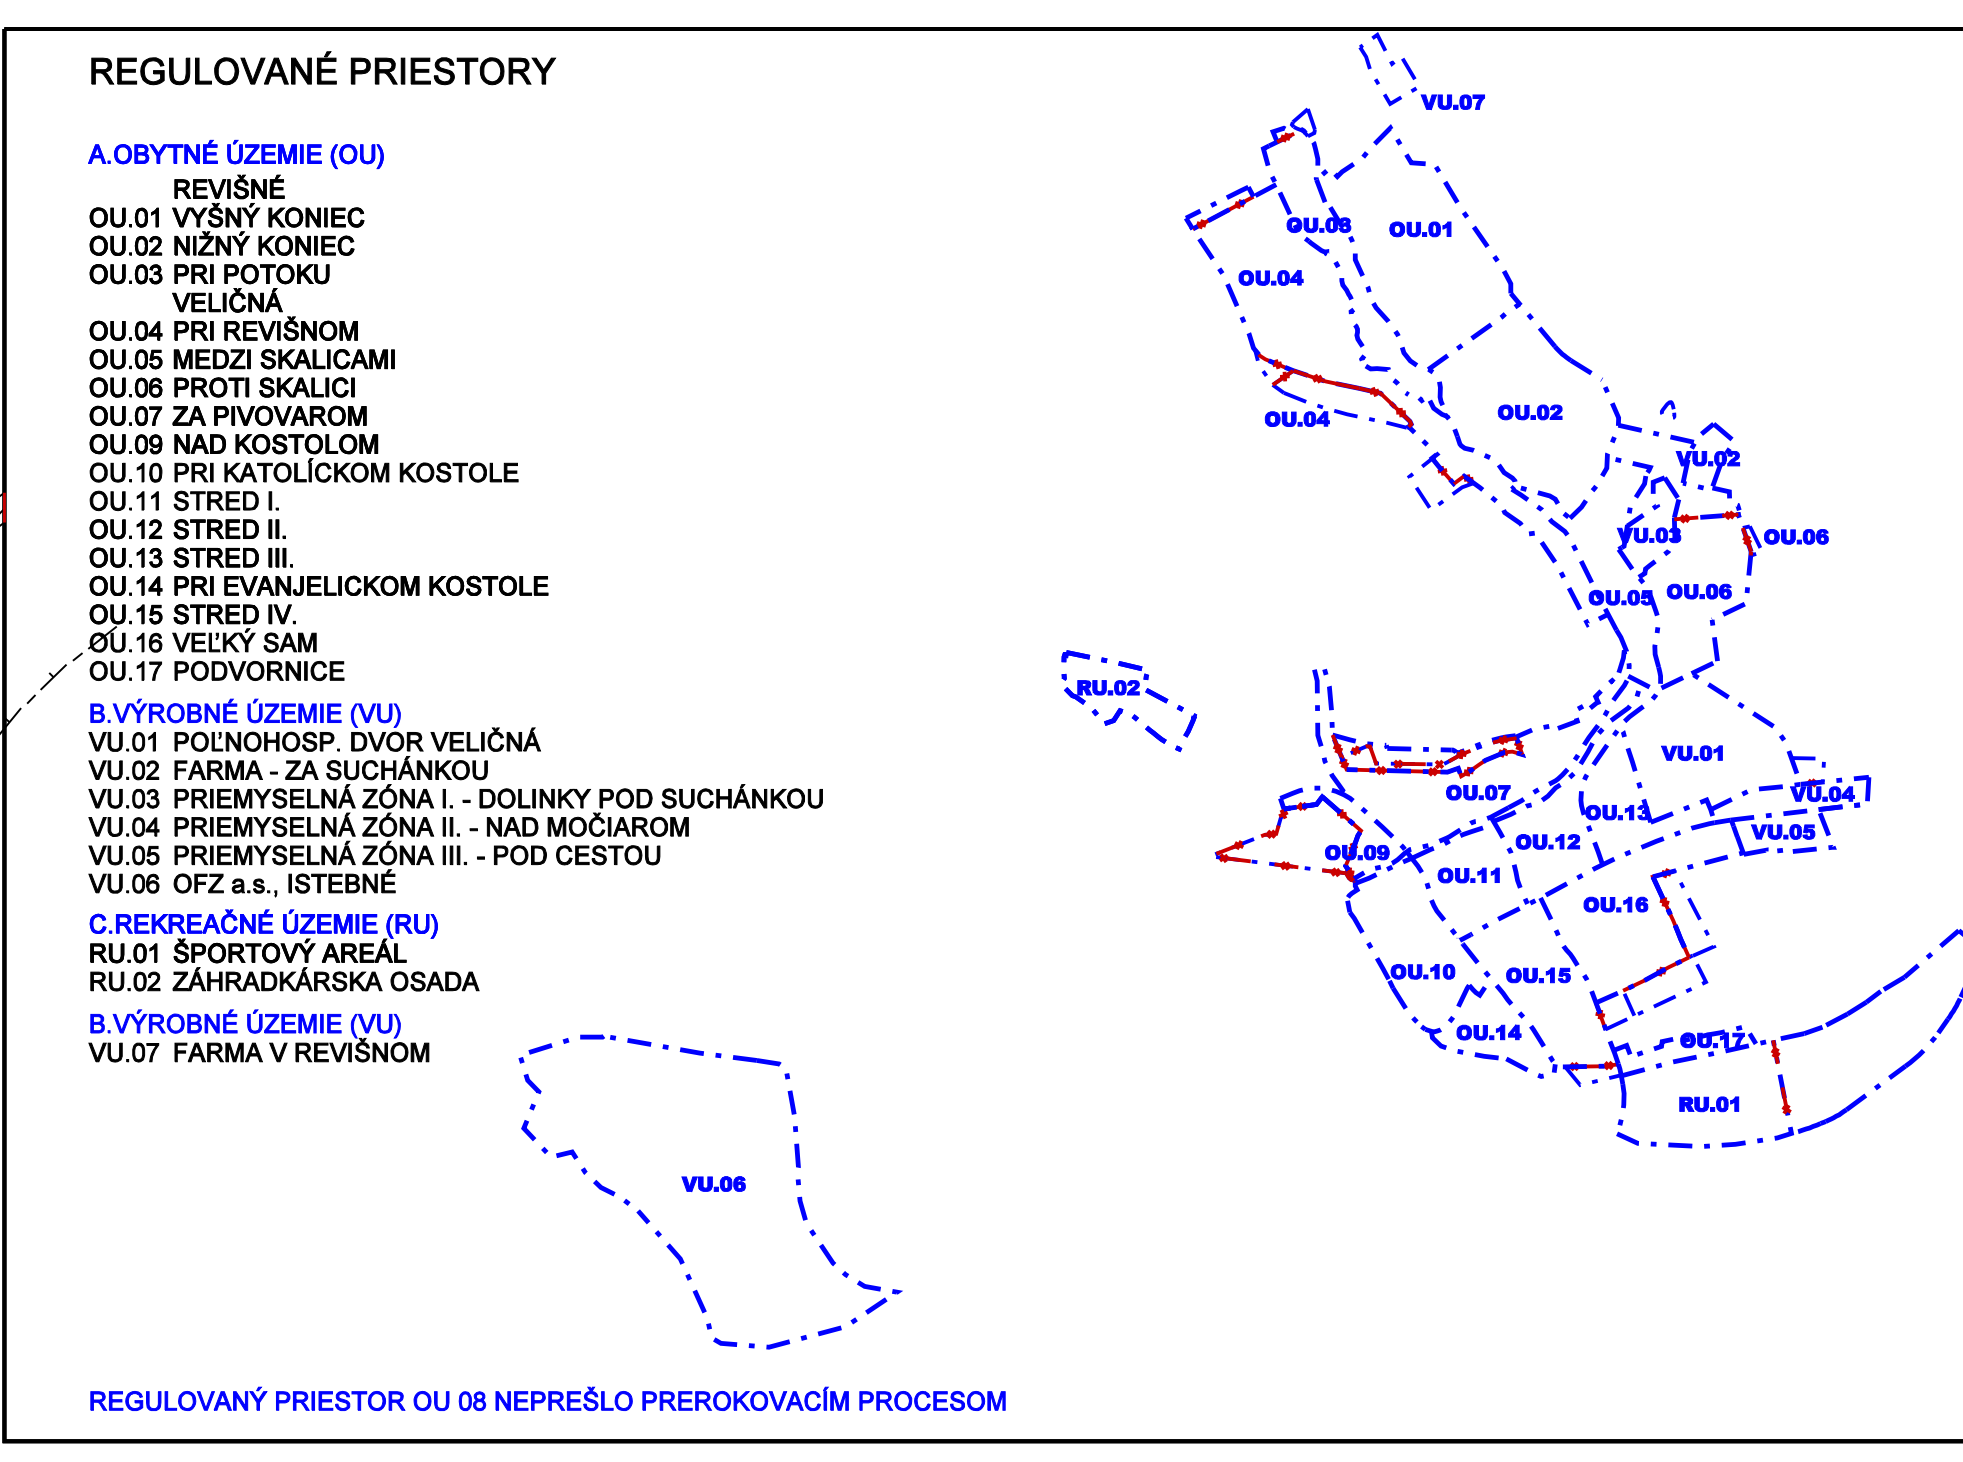 REGULOVANÉ PRIESTORY
A.OBYTNÉ ÚZEMIE (OU)
REVIŠNÉ
OU.01 VYŠNÝ KONIEC
OU.02 NIŽNÝ KONIEC
OU.03 PRI POTOKU
VELIČNÁ
OU.04 PRI REVIŠNOM
OU.05 MEDZI SKALICAMI
OU.06 PROTI SKALICI
OU.07 ZA PIVOVAROM
OU.09 NAD KOSTOLOM
OU.10 PRI KATOLÍCKOM KOSTOLE
OU.11 STRED I.
OU.12 STRED II.
OU.13 STRED III.
OU.14 PRI EVANJELICKOM KOSTOLE
OU.15 STRED IV.
OU.16 VEĽKÝ SAM
OU.17 PODVORNICE
B.VÝROBNÉ ÚZEMIE (VU)
VU.01 POĽNOHOSP. DVOR VELIČNÁ
VU.02 FARMA - ZA SUCHÁNKOU
VU.03 PRIEMYSELNÁ ZÓNA I. - DOLINKY POD SUCHÁNKOU
VU.04 PRIEMYSELNÁ ZÓNA II. - NAD MOČIAROM
VU.05 PRIEMYSELNÁ ZÓNA III. - POD CESTOU
VU.06 OFZ a.s., ISTEBNÉ
C.REKREAČNÉ ÚZEMIE (RU)
RU.01 ŠPORTOVÝ AREÁL
RU.02 ZÁHRADKÁRSKA OSADA
B.VÝROBNÉ ÚZEMIE (VU)
VU.07 FARMA V REVIŠNOM
VU.06
REGULOVANÝ PRIESTOR OU 08 NEPREŠLO PREROKOVACÍM PROCESOM
VU.07
OU.03
OU.01
OU.04
OU.02
OU.04
VU.02
VU.03
OU.06
OU.05
OU.06
RU.02
VU.01
OU.07
VU.04
OU.13
VU.05
OU.12
OU.09
OU.11
OU.16
OU.10
OU.15
OU.14
OU.17
RU.01